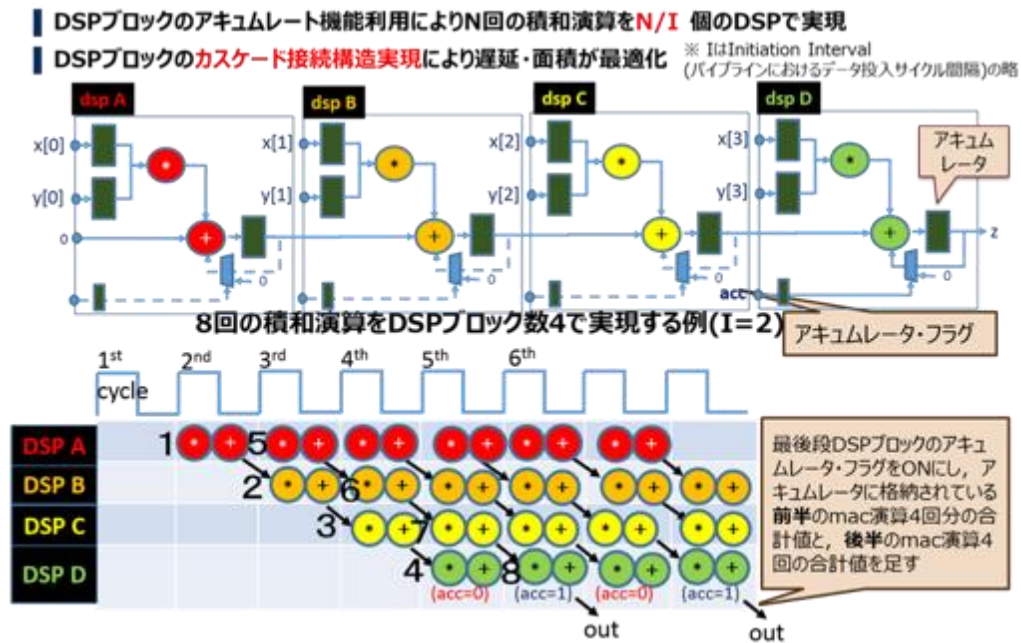 DSPブロックのアキュムレート機能利用によりN回の積和演算をN/I 個のDSPで実現
DSPブロックのカスケード接続構造実現により遅延・面積が最適化
※ IはInitiation Interval
(パイプラインにおけるデータ投入サイクル間隔)の略
dsp A
dsp B
dsp C
dsp D
x[0]
x[1]
x[2]
x[3]
アキュム
レータ
y[0]
y[1]
y[2]
y[3]
*
*
*
*
0
+
+
+
+
z
0
0
0
0
acc
アキュムレータ・フラグ
8回の積和演算をDSPブロック数4で実現する例(I=2)
1st
cycle
2nd
3rd
4th
5th
6th
DSP A
1 * + 5 * + * + * + * + * +
DSP B
2 * + 6 * + * + * + * + * +
DSP C
3 * + 7 * + * + * + * +
DSP D
4 * + 8 * + * + * +
(acc=0)
(acc=1)
(acc=0)
(acc=1)
out
out
最後段DSPブロックのアキュ
ムレータ・フラグをONにし，ア
キュムレータに格納されている
前半のmac演算4回分の合
計値と，後半のmac演算4
回の合計値を足す